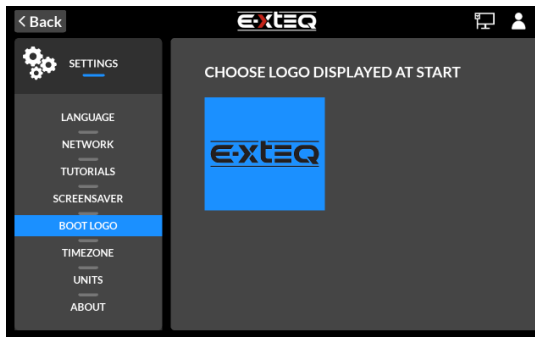 < Back
E-XTEQ
SETTINGS
LANGUAGE
NETWORK
TUTORIALS
SCREENSAVER
BOOT LOGO
TIMEZONE
UNITS
ABOUT
CHOOSE LOGO DISPLAYED AT START
E-XTEQ